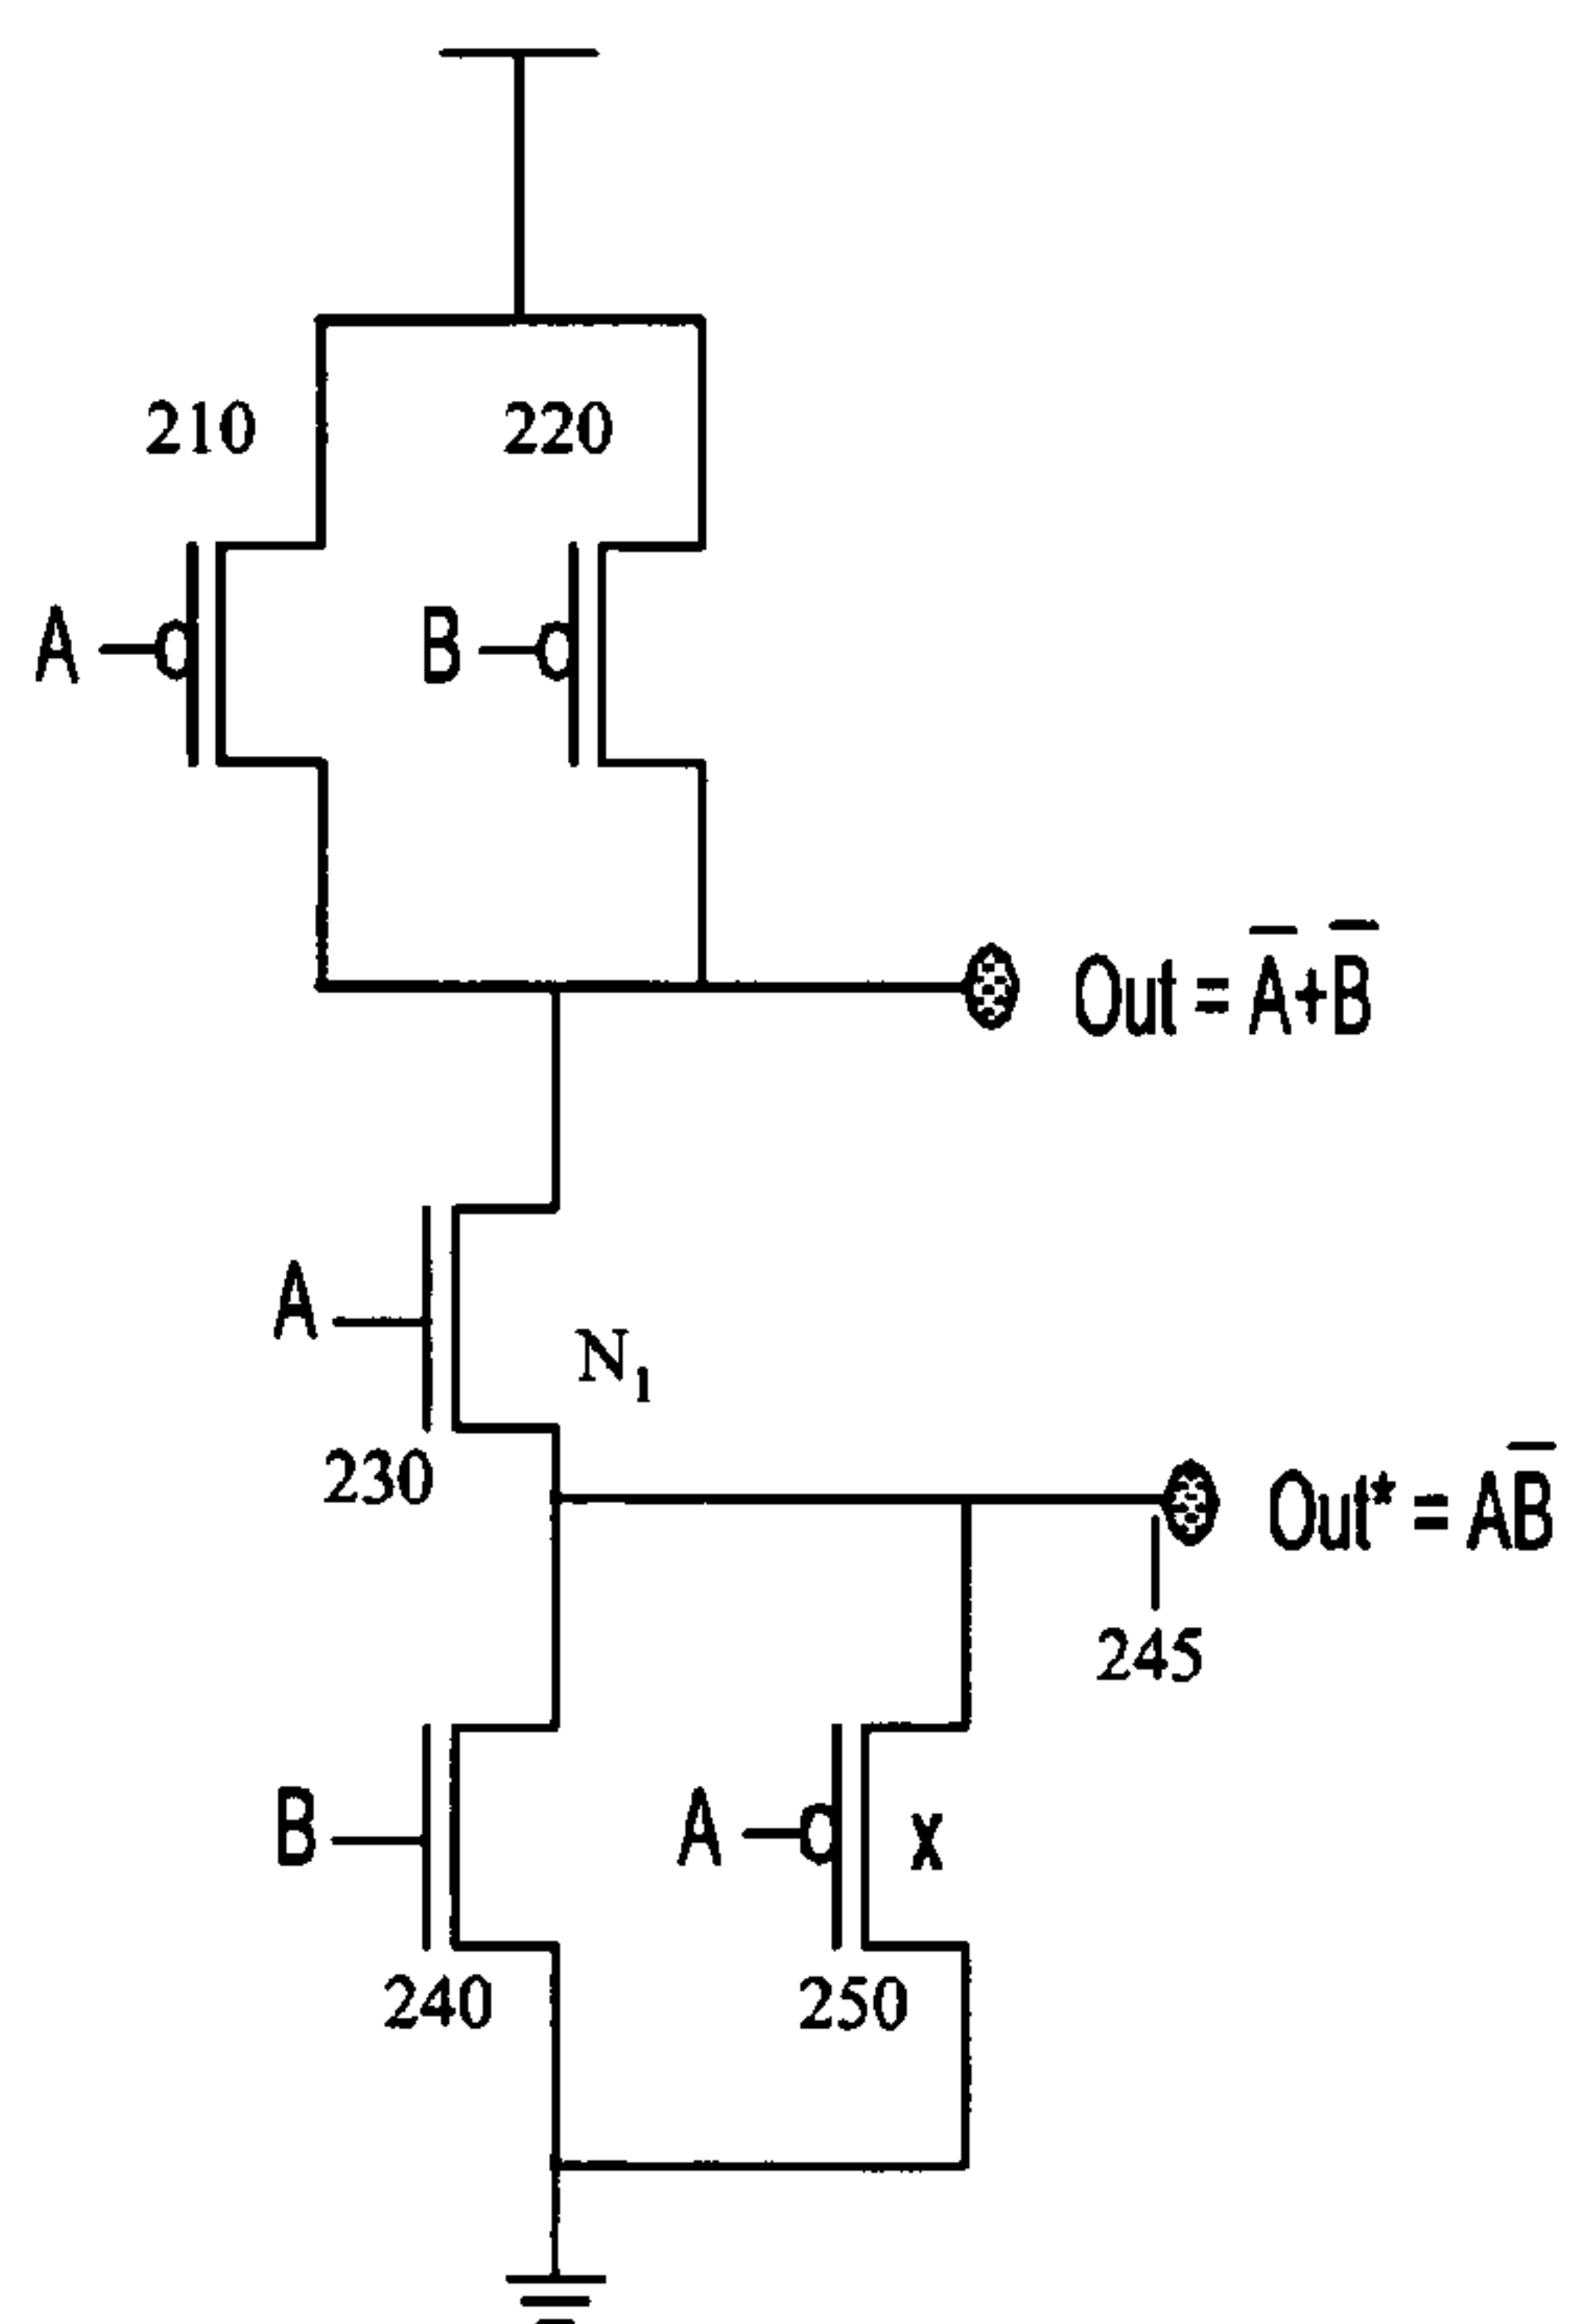 210 220
A B
Out = A̅+B̅
A
N₁
230
Out* = AB̅
245
B A x
240 250